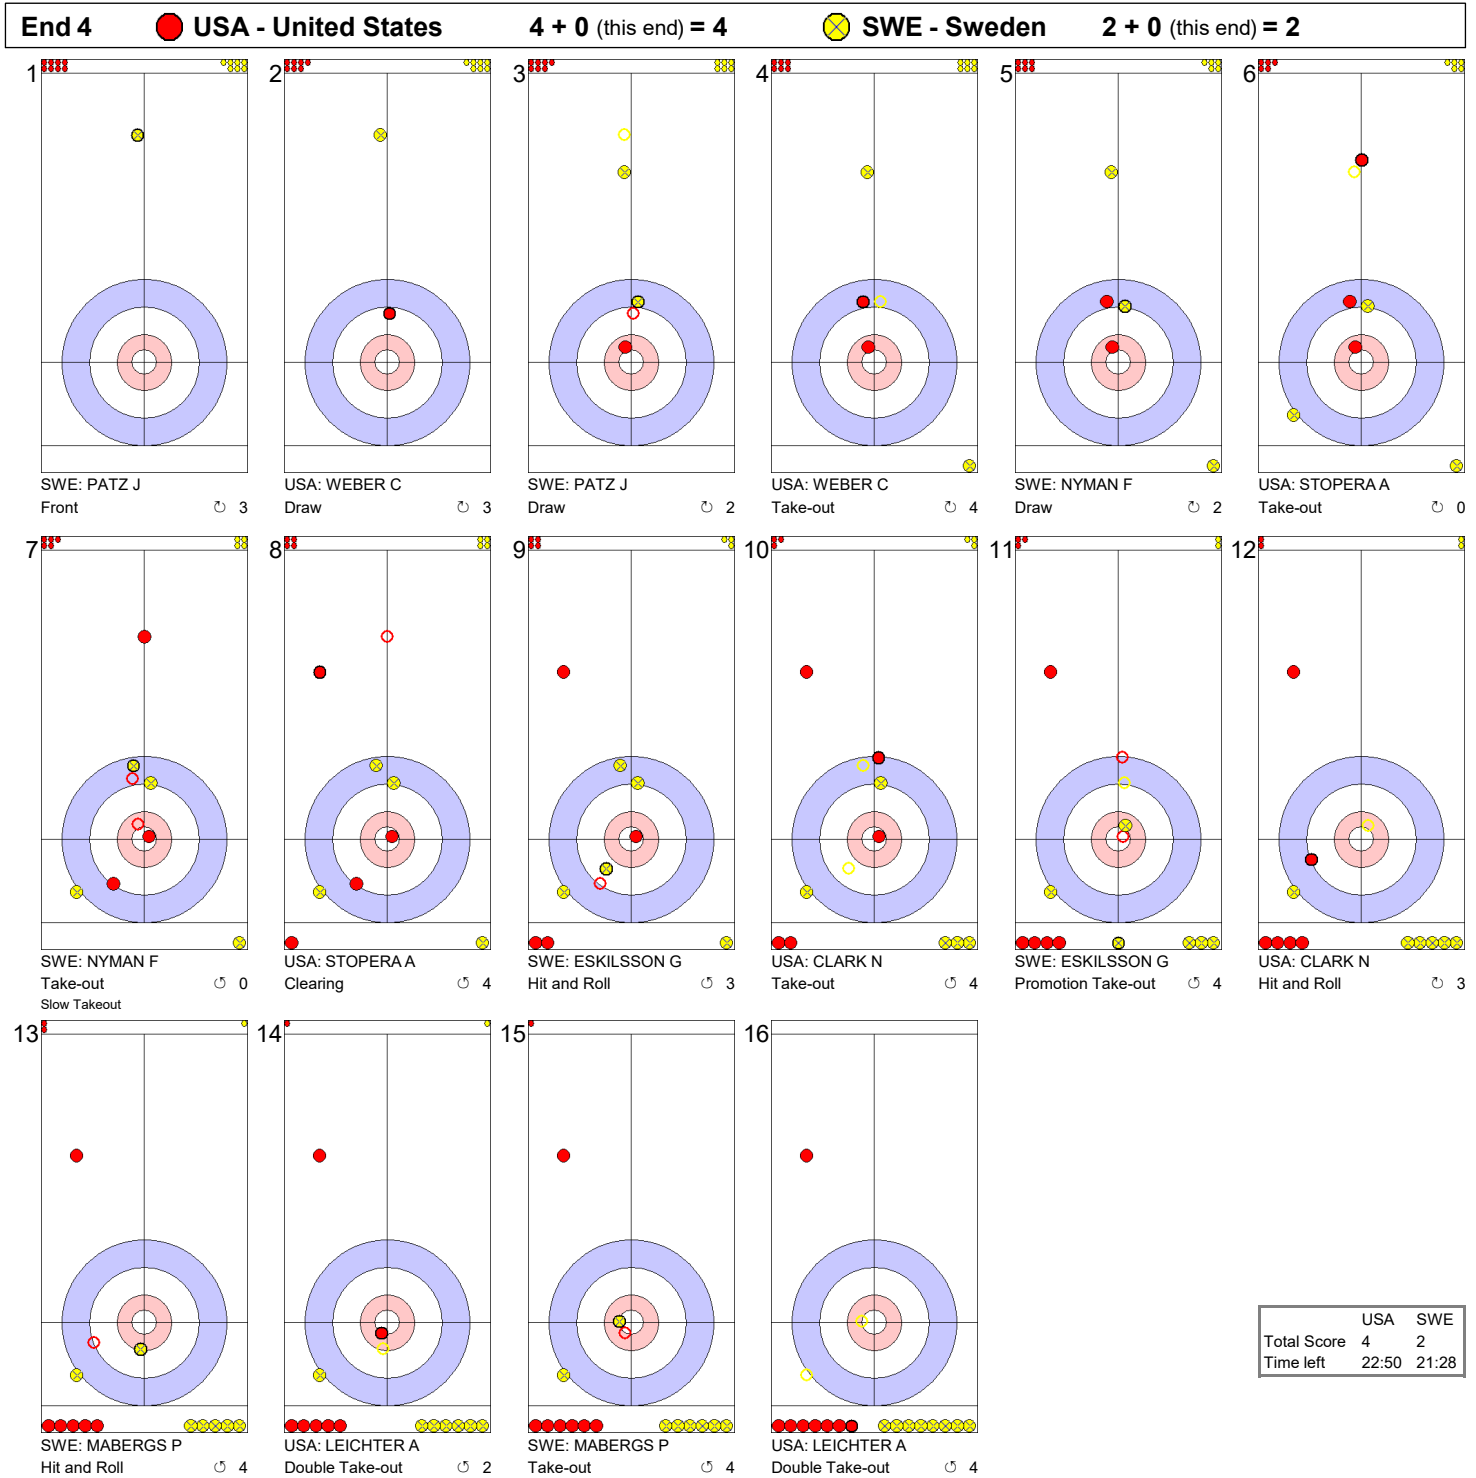 End 4 USA - United States 4 + 0 (this end) = 4 SWE - Sweden 2 + 0 (this end) = 2
1 2 3 4 5 6
SWE: PATZ J
Front ↻ 3
USA: WEBER C
Draw ↻ 3
SWE: PATZ J
Draw ↻ 2
USA: WEBER C
Take-out ↻ 4
SWE: NYMAN F
Draw ↻ 2
USA: STOPERA A
Take-out ↻ 0
7 8 9 10 11 12
SWE: NYMAN F
Take-out ↺ 0
Slow Takeout
USA: STOPERA A
Clearing ↺ 4
SWE: ESKILSSON G
Hit and Roll ↺ 3
USA: CLARK N
Take-out ↺ 4
SWE: ESKILSSON G
Promotion Take-out ↺ 4
USA: CLARK N
Hit and Roll ↺ 3
13 14 15 16
SWE: MABERGS P
Hit and Roll ↺ 4
USA: LEICHTER A
Double Take-out ↺ 2
SWE: MABERGS P
Take-out ↺ 4
USA: LEICHTER A
Double Take-out ↺ 4
USA SWE
Total Score 4 2
Time left 22:50 21:28